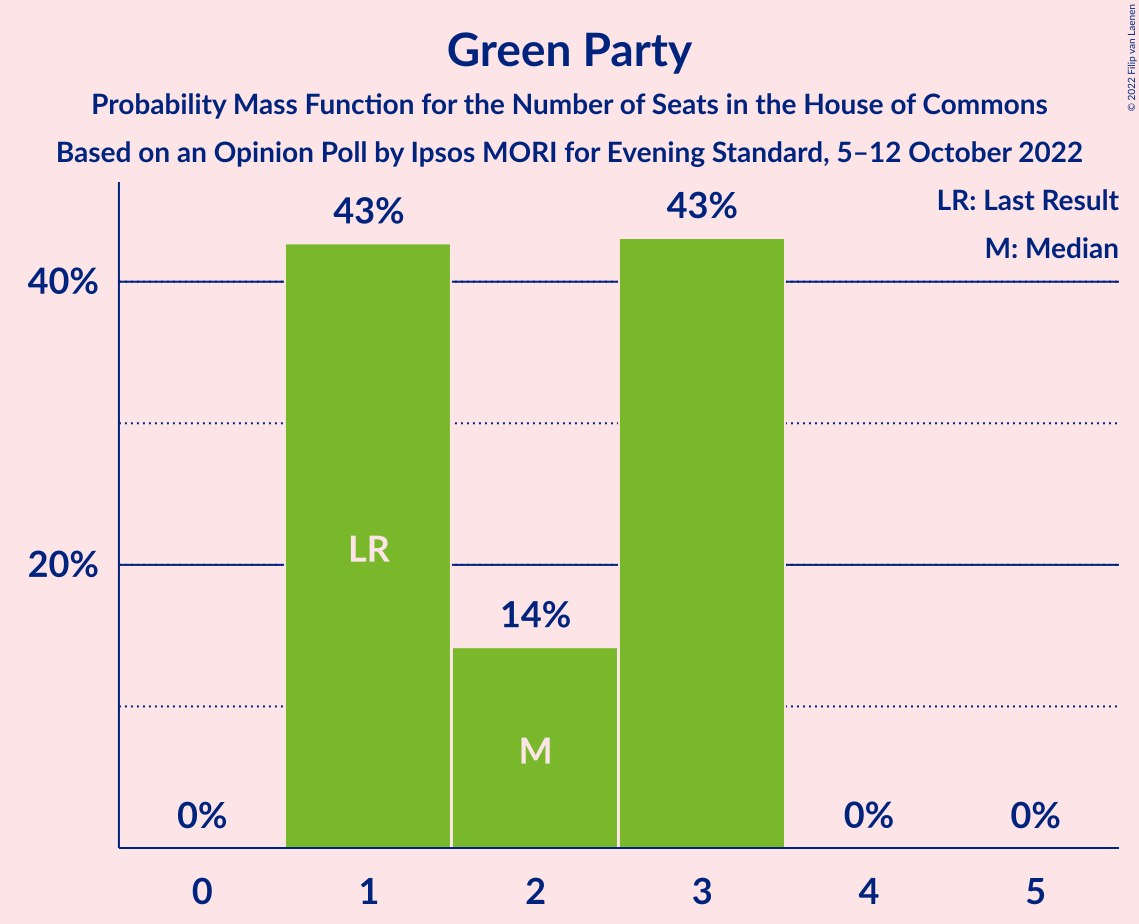 Green Party
Probability Mass Function for the Number of Seats in the House of Commons
Based on an Opinion Poll by Ipsos MORI for Evening Standard, 5–12 October 2022
© 2022 Filip van Laenen
LR: Last Result
M: Median
43%
43%
40%
LR
20%
14%
M
0%
0%
0%
0
1
2
3
4
5